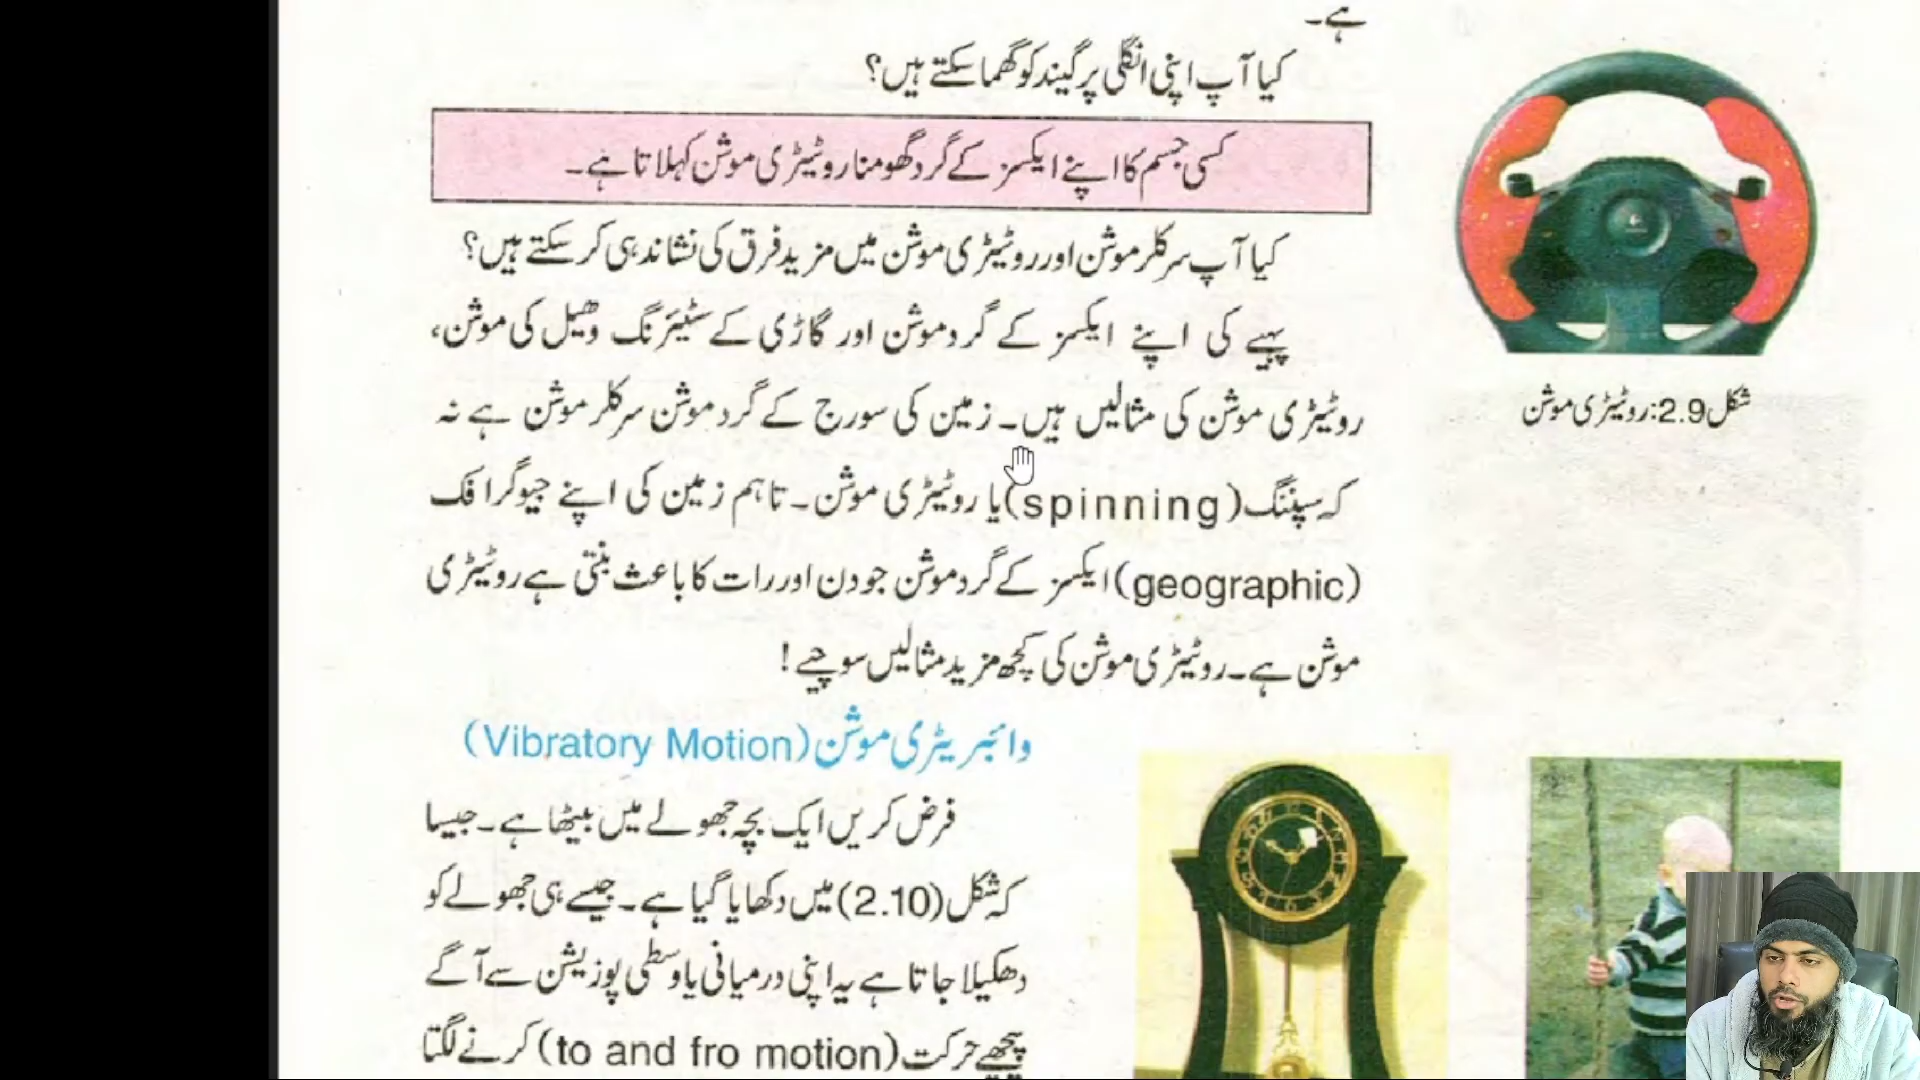 ہے۔
کیا آپ اپنی انگلی پر گیند کو گھما سکتے ہیں؟
کسی جسم کا اپنے ایکسز کے گرد گھومنا روٹیٹری موشن کہلاتا ہے۔
کیا آپ سرکلر موشن اور روٹیٹری موشن میں مزید فرق کی نشاندہی کر سکتے ہیں؟
پہیے کی اپنے ایکسز کے گرد موشن اور گاڑی کے سٹیئرنگ وھیل کی موشن،
روٹیٹری موشن کی مثالیں ہیں۔ زمین کی سورج کے گرد موشن سرکلر موشن ہے نہ
کہ سپننگ (spinning) یا روٹیٹری موشن۔ تاہم زمین کی اپنے جیوگرافک
(geographic) ایکسز کے گرد موشن جو دن اور رات کا باعث بنتی ہے روٹیٹری
موشن ہے۔ روٹیٹری موشن کی کچھ مزید مثالیں سوچیے!
شکل 2.9: روٹیٹری موشن
وائبریٹری موشن (Vibratory Motion)
فرض کریں ایک بچہ جھولے میں بیٹھا ہے۔ جیسا
کہ شکل (2.10) میں دکھایا گیا ہے۔ جیسے ہی جھولے کو
دھکیلا جاتا ہے یہ اپنی درمیانی یا وسطی پوزیشن سے آگے
پیچھے حرکت (to and fro motion) کرنے لگتا